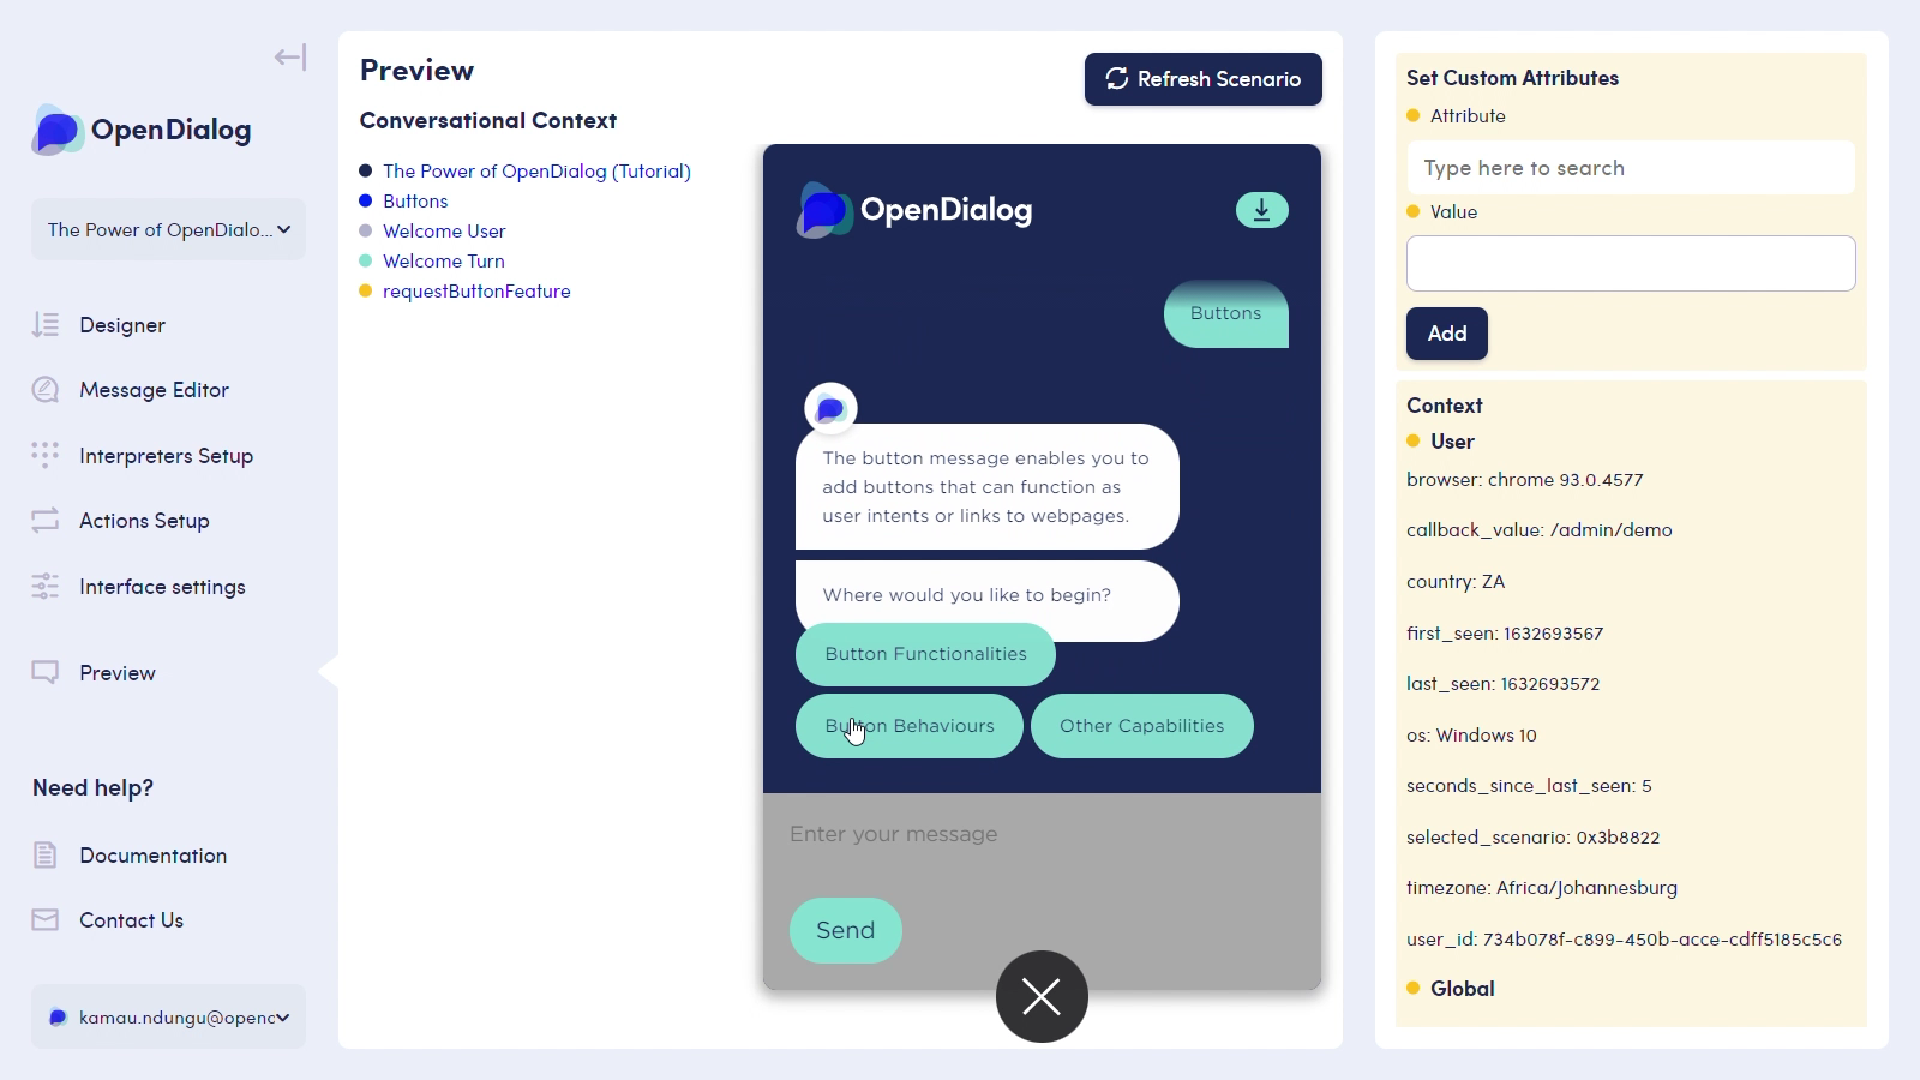 OpenDialog
The Power of OpenDialo...
Designer
Message Editor
Interpreters Setup
Actions Setup
Interface settings
Preview
Need help?
Documentation
Contact Us
kamau.ndungu@openc
Preview
Refresh Scenario
Conversational Context
The Power of OpenDialog (Tutorial)
Buttons
Welcome User
Welcome Turn
requestButtonFeature
OpenDialog
Buttons
The button message enables you to
add buttons that can function as
user intents or links to webpages.
Where would you like to begin?
Button Functionalities
Button Behaviours
Other Capabilities
Enter your message
Send
Set Custom Attributes
Attribute
Type here to search
Value
Add
Context
User
browser: chrome 93.0.4577
callback_value: /admin/demo
country: ZA
first_seen: 1632693567
last_seen: 1632693572
os: Windows 10
seconds_since_last_seen: 5
selected_scenario: 0x3b8822
timezone: Africa/Johannesburg
user_id: 734b078f-c899-450b-acce-cdff5185c5c6
Global